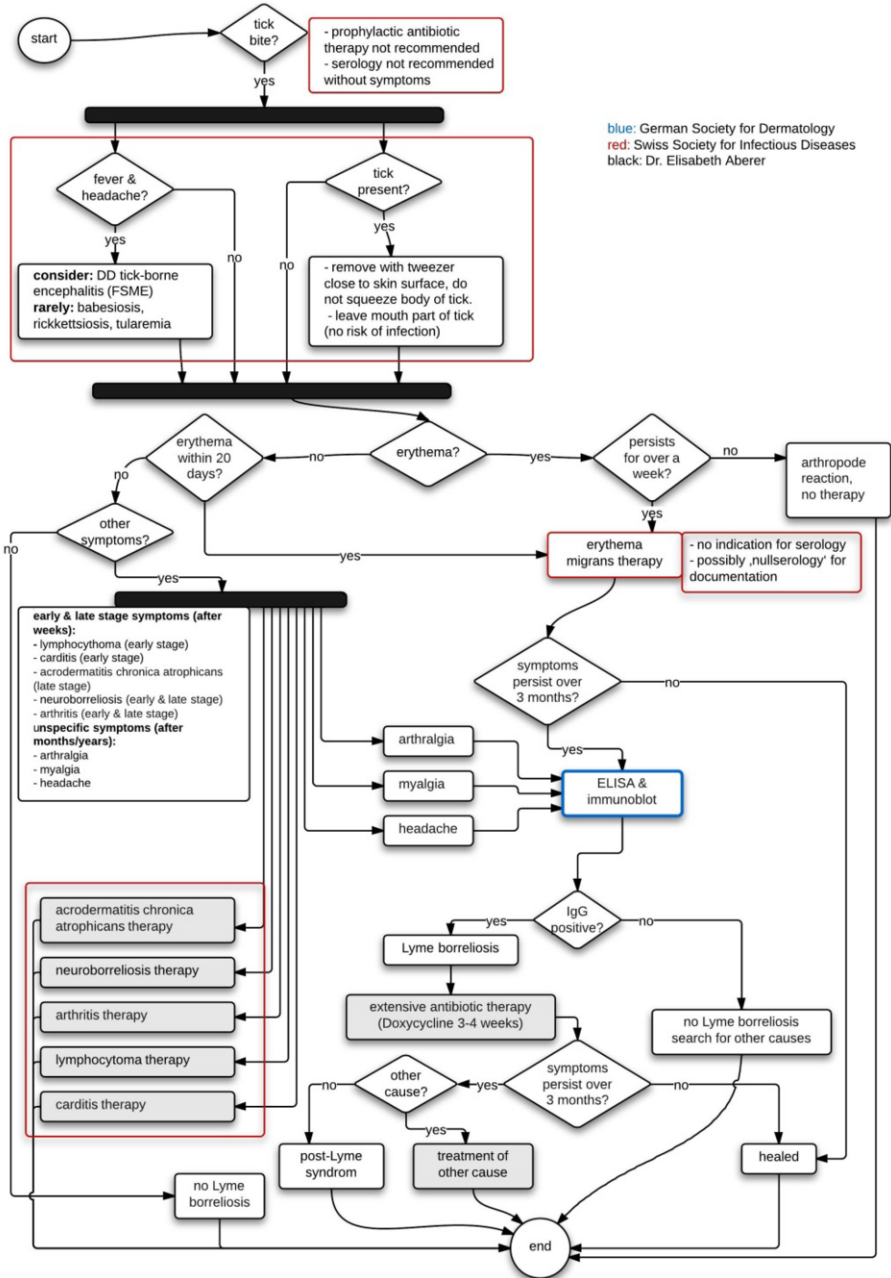 start
tick
bite?
- prophylactic antibiotic
therapy not recommended
- serology not recommended
without symptoms
yes
blue: German Society for Dermatology
red: Swiss Society for Infectious Diseases
black: Dr. Elisabeth Aberer
fever &
headache?
tick
present?
yes
no
no
yes
consider: DD tick-borne
encephalitis (FSME)
rarely: babesiosis,
rickkettsiosis, tularemia
- remove with tweezer
close to skin surface, do
not squeeze body of tick.
- leave mouth part of tick
(no risk of infection)
erythema
within 20
days?
no
erythema?
yes
persists
for over a
week?
no
arthropode
reaction,
no therapy
no
other
symptoms?
no
yes
yes
yes
erythema
migrans therapy
- no indication for serology
- possibly ‚nullserology' for
documentation
early & late stage symptoms (after
weeks):
- lymphocythoma (early stage)
- carditis (early stage)
- acrodermatitis chronica atrophicans
(late stage)
- neuroborreliosis (early & late stage)
- arthritis (early & late stage)
unspecific symptoms (after
months/years):
- arthralgia
- myalgia
- headache
symptoms
persist over
3 months?
no
yes
arthralgia
myalgia
headache
ELISA &
immunoblot
IgG
positive?
yes
no
Lyme borreliosis
extensive antibiotic therapy
(Doxycycline 3-4 weeks)
no Lyme borreliosis
search for other causes
acrodermatitis chronica
atrophicans therapy
neuroborreliosis therapy
arthritis therapy
lymphocytoma therapy
carditis therapy
symptoms
persist over
3 months?
yes
no
other
cause?
no
yes
post-Lyme
syndrom
treatment of
other cause
healed
no Lyme
borreliosis
end